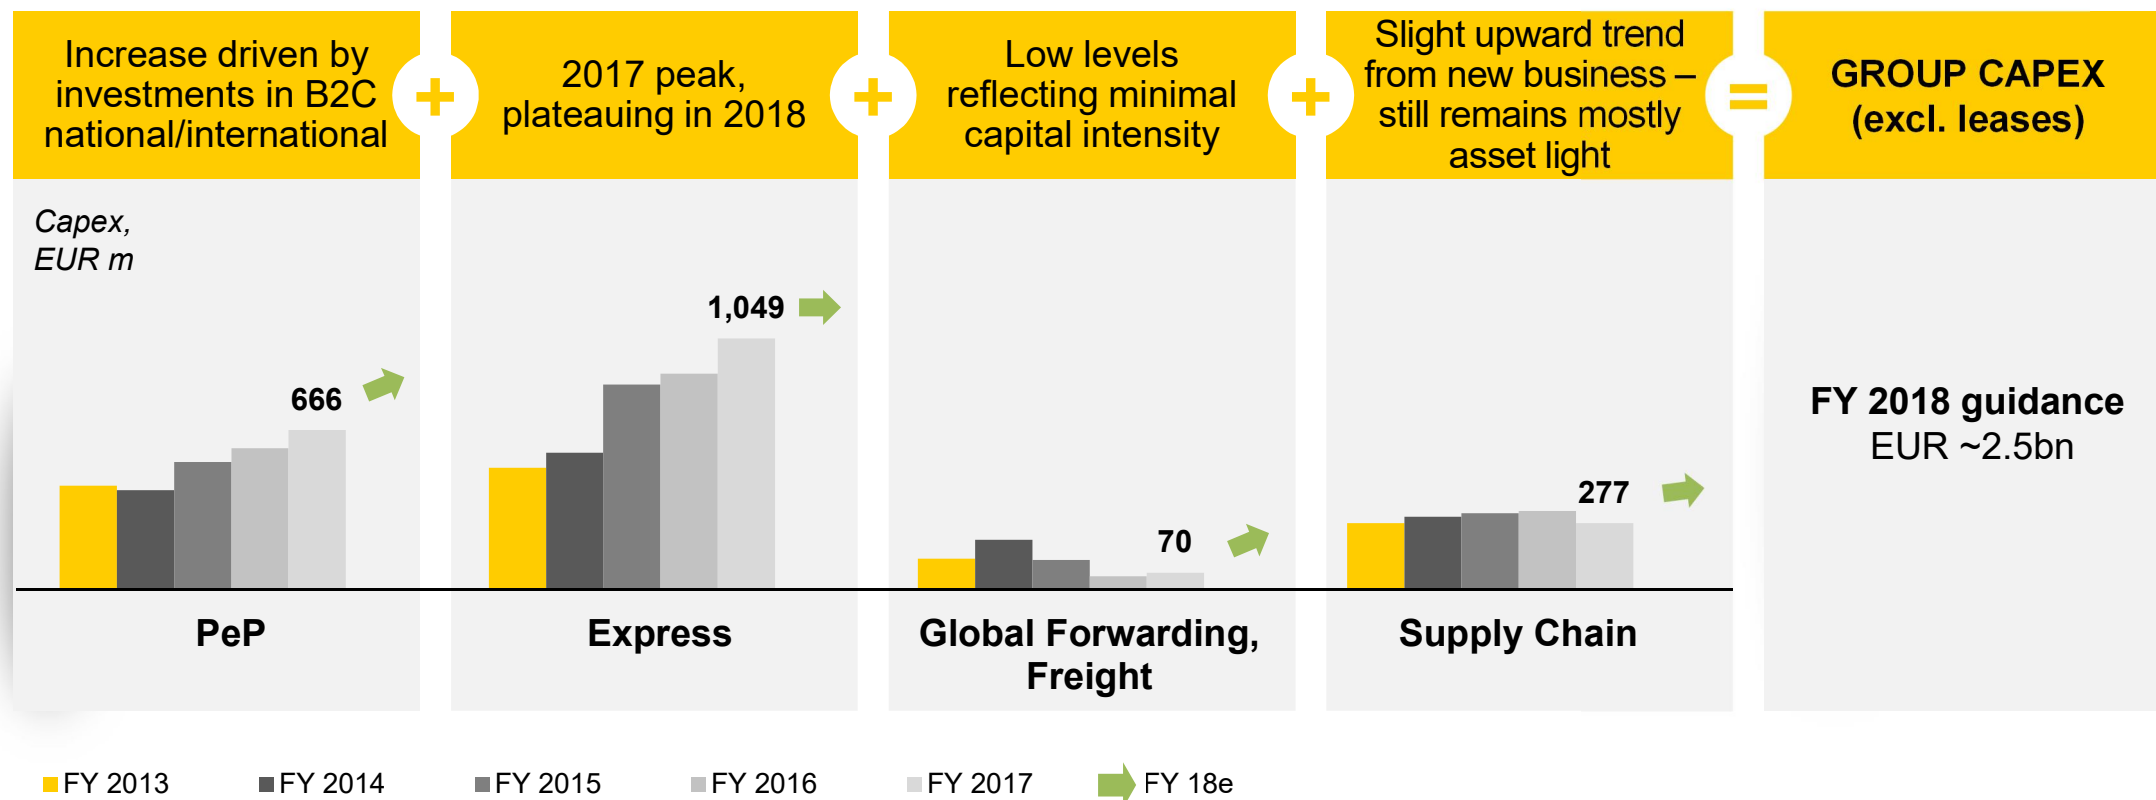 Increase driven by
investments in B2C
national/international
+
2017 peak,
plateauing in 2018
+
Low levels
reflecting minimal
capital intensity
+
Slight upward trend
from new business –
still remains mostly
asset light
=
GROUP CAPEX
(excl. leases)
Capex,
EUR m
666
1,049
70
277
FY 2018 guidance
EUR ~2.5bn
PeP
Express
Global Forwarding,
Freight
Supply Chain
FY 2013
FY 2014
FY 2015
FY 2016
FY 2017
FY 18e